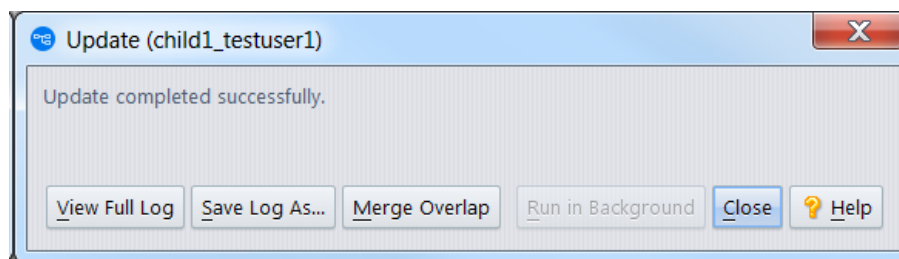 Update (child1_testuser1)
Update completed successfully.
View Full Log Save Log As... Merge Overlap Run in Background Close Help